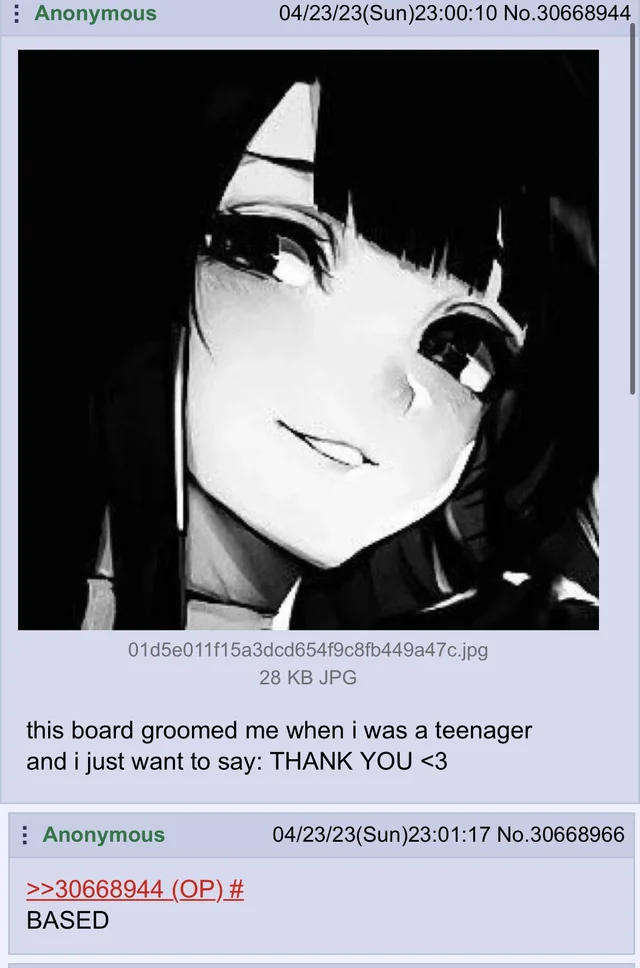 Anonymous 04/23/23(Sun)23:00:10 No.30668944
01d5e011f15a3dcd654f9c8fb449a47c.jpg
28 KB JPG
this board groomed me when i was a teenager
and i just want to say: THANK YOU <3
Anonymous 04/23/23(Sun)23:01:17 No.30668966
>>30668944 (OP) #
BASED